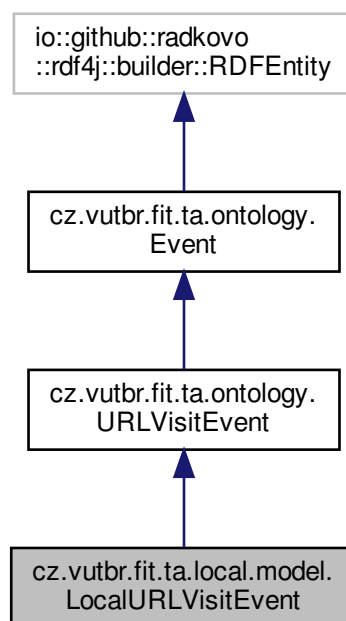 io::github::radkovo
::rdf4j::builder::RDFEntity
cz.vutbr.fit.ta.ontology.
Event
cz.vutbr.fit.ta.ontology.
URLVisitEvent
cz.vutbr.fit.ta.local.model.
LocalURLVisitEvent